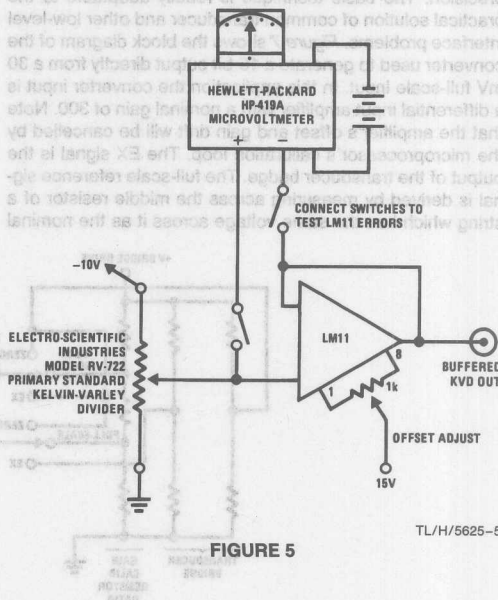 HEWLETT-PACKARD
HP-419A
MICROVOLTMETER
+ −
CONNECT SWITCHES TO
TEST LM11 ERRORS
−10V
ELECTRO-SCIENTIFIC
INDUSTRIES
MODEL RV-722
PRIMARY STANDARD
KELVIN-VARLEY
DIVIDER
LM11
8
1
1k
BUFFERED
KVD OUT
OFFSET ADJUST
15V
TL/H/5625-5
FIGURE 5